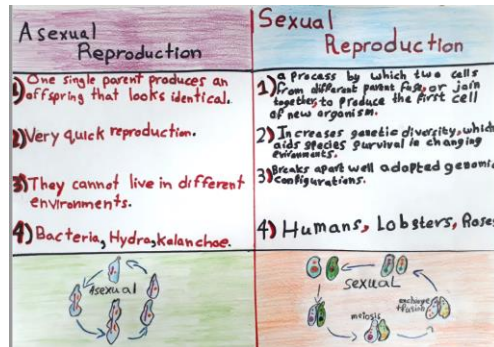 Asexual
Reproduction
1) One single parent produces an
offspring that looks identical.
2) Very quick reproduction.
3) They cannot live in different
environments.
4) Bacteria, Hydra, kalanchoe.
Asexual
Sexual
Reproduction
1) a process by which two cells
from different parent fuse, or join
together, to produce the first cell
of new organism.
2) Increases genetic diversity, which
aids species survival in changing
evironments.
3) Breaks apart well adopted genomic
configurations.
4) Humans, Lobsters, Roses
SEXUAL
meiosis
exchange
+fusion